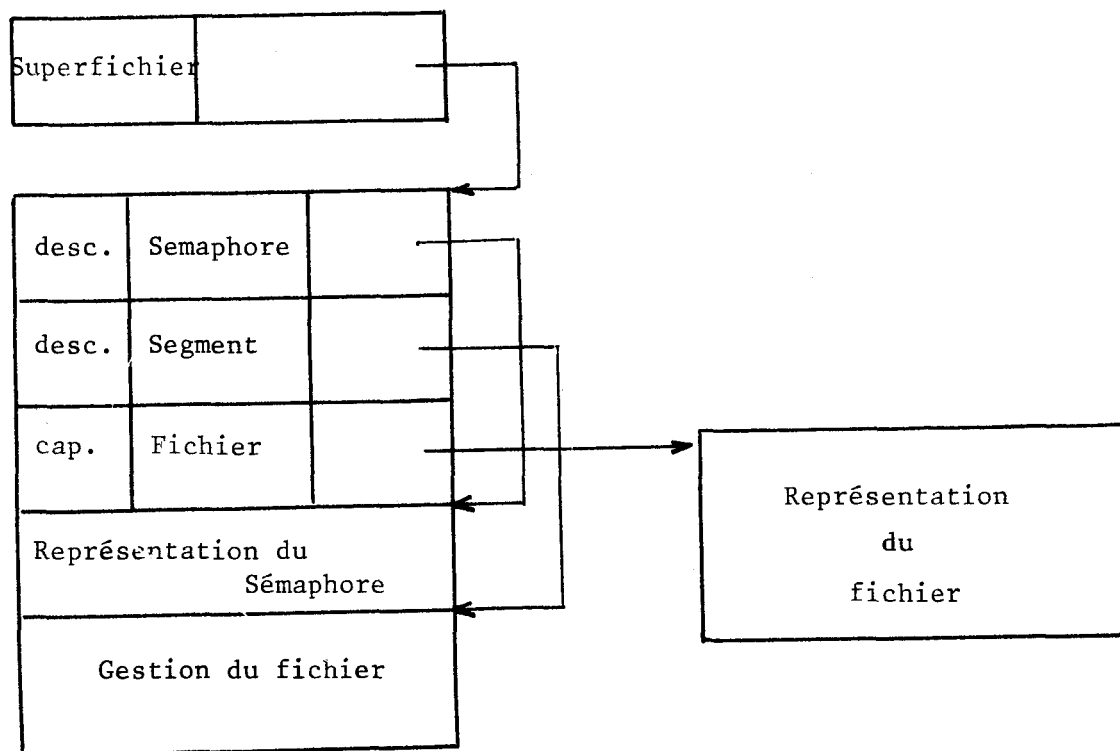 Superfichier
desc. Semaphore
desc. Segment
cap. Fichier
Représentation du
Sémaphore
Gestion du fichier
Représentation
du
fichier